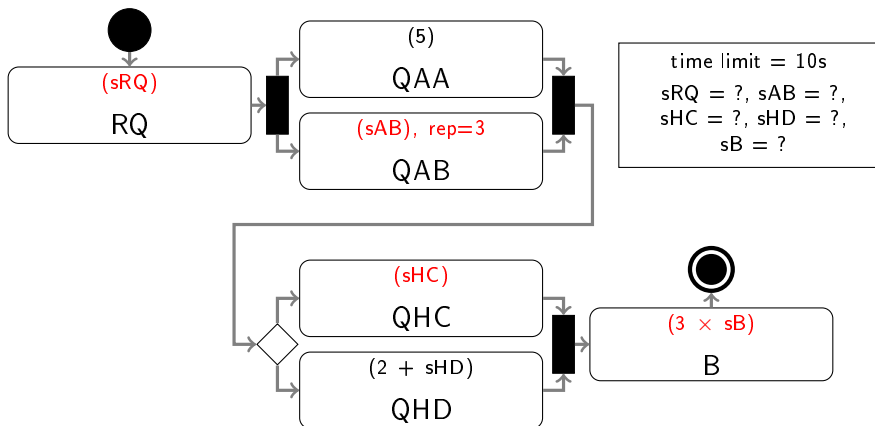 (sRQ)
RQ
(5)
QAA
(sAB), rep=3
QAB
time limit = 10s
sRQ = ?, sAB = ?,
sHC = ?, sHD = ?,
sB = ?
(sHC)
QHC
(2 + sHD)
QHD
(3 × sB)
B